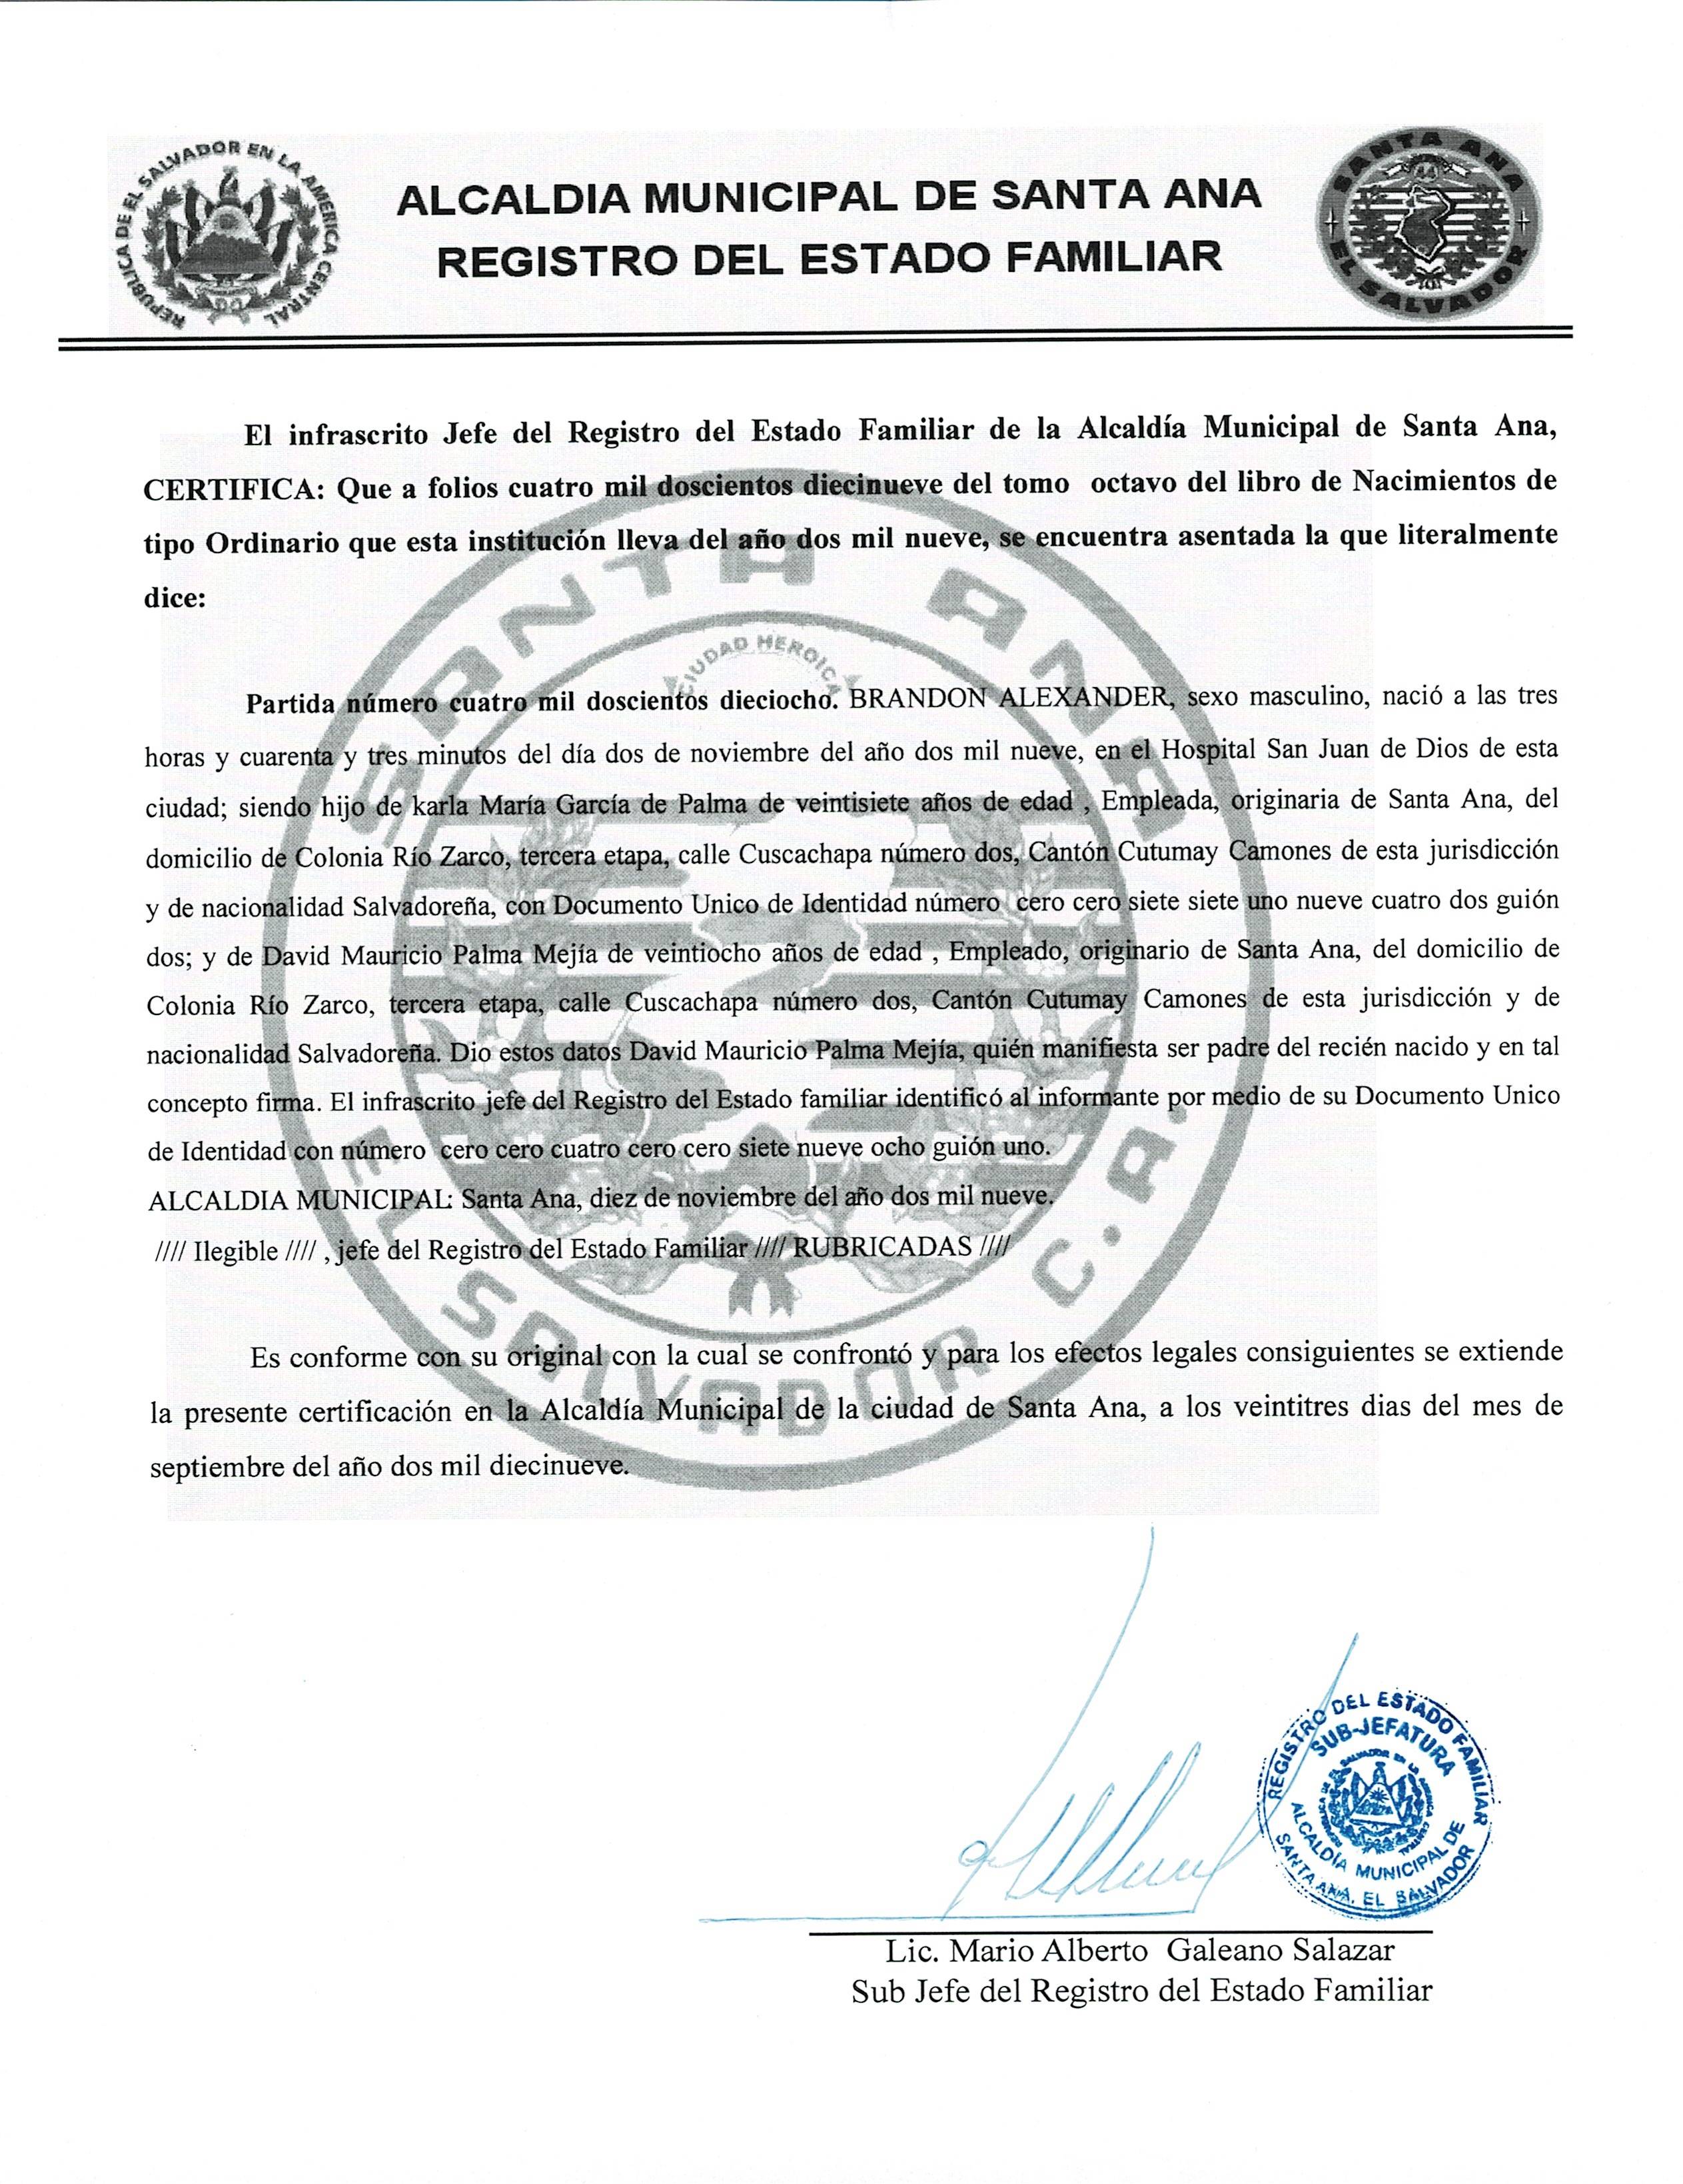 REPUBLICA DE EL SALVADOR EN LA AMERICA CENTRAL
ALCALDIA MUNICIPAL DE SANTA ANA
REGISTRO DEL ESTADO FAMILIAR
SANTA ANA
EL SALVADOR
El infrascrito Jefe del Registro del Estado Familiar de la Alcaldía Municipal de Santa Ana,
CERTIFICA: Que a folios cuatro mil doscientos diecinueve del tomo octavo del libro de Nacimientos de
tipo Ordinario que esta institución lleva del año dos mil nueve, se encuentra asentada la que literalmente
dice:
SANTA ANA
CIUDAD HEROICA
EL SALVADOR C.A.
Partida número cuatro mil doscientos dieciocho. BRANDON ALEXANDER, sexo masculino, nació a las tres
horas y cuarenta y tres minutos del día dos de noviembre del año dos mil nueve, en el Hospital San Juan de Dios de esta
ciudad; siendo hijo de karla María García de Palma de veintisiete años de edad , Empleada, originaria de Santa Ana, del
domicilio de Colonia Río Zarco, tercera etapa, calle Cuscachapa número dos, Cantón Cutumay Camones de esta jurisdicción
y de nacionalidad Salvadoreña, con Documento Unico de Identidad número cero cero siete siete uno nueve cuatro dos guión
dos; y de David Mauricio Palma Mejía de veintiocho años de edad , Empleado, originario de Santa Ana, del domicilio de
Colonia Río Zarco, tercera etapa, calle Cuscachapa número dos, Cantón Cutumay Camones de esta jurisdicción y de
nacionalidad Salvadoreña. Dio estos datos David Mauricio Palma Mejía, quién manifiesta ser padre del recién nacido y en tal
concepto firma. El infrascrito jefe del Registro del Estado familiar identificó al informante por medio de su Documento Unico
de Identidad con número cero cero cuatro cero cero siete nueve ocho guión uno.
ALCALDIA MUNICIPAL: Santa Ana, diez de noviembre del año dos mil nueve.
//// Ilegible //// , jefe del Registro del Estado Familiar //// RUBRICADAS ////
Es conforme con su original con la cual se confrontó y para los efectos legales consiguientes se extiende
la presente certificación en la Alcaldía Municipal de la ciudad de Santa Ana, a los veintitres dias del mes de
septiembre del año dos mil diecinueve.
REGISTRO DEL ESTADO FAMILIAR
SUB-JEFATURA
ALCALDÍA MUNICIPAL DE
SANTA ANA, EL SALVADOR
Lic. Mario Alberto Galeano Salazar
Sub Jefe del Registro del Estado Familiar